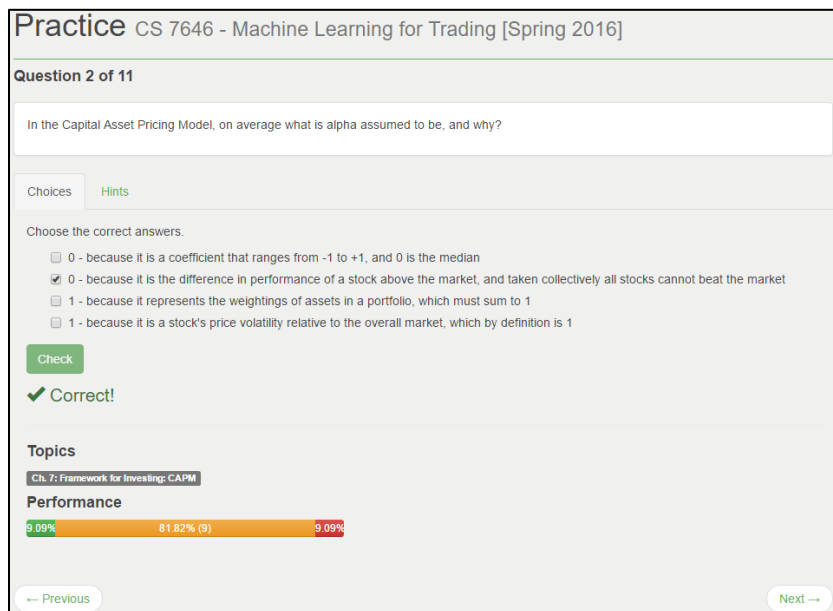 Practice CS 7646 - Machine Learning for Trading [Spring 2016]
Question 2 of 11
In the Capital Asset Pricing Model, on average what is alpha assumed to be, and why?
Choices Hints
Choose the correct answers.
0 - because it is a coefficient that ranges from -1 to +1, and 0 is the median
0 - because it is the difference in performance of a stock above the market, and taken collectively all stocks cannot beat the market
1 - because it represents the weightings of assets in a portfolio, which must sum to 1
1 - because it is a stock's price volatility relative to the overall market, which by definition is 1
Check
Correct!
Topics
Ch. 7: Framework for Investing: CAPM
Performance
9.09% 81.82% (9) 9.09%
← Previous Next →